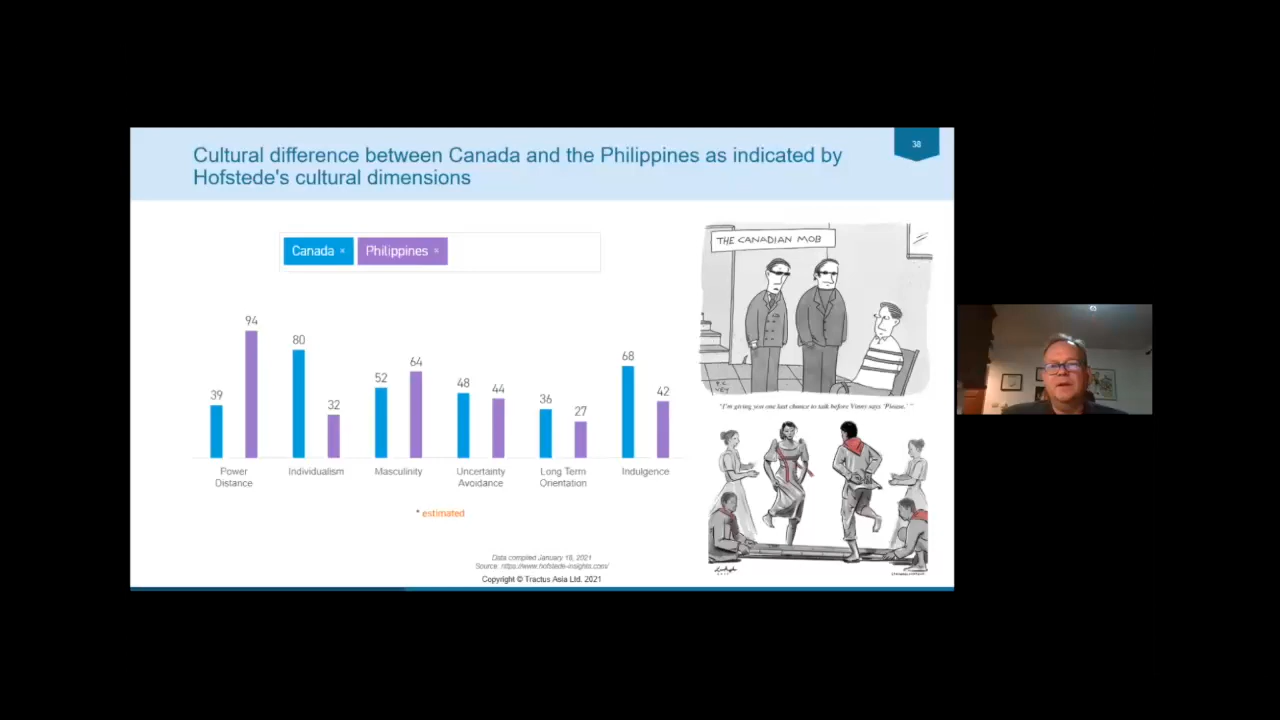 Cultural difference between Canada and the Philippines as indicated by
Hofstede's cultural dimensions
38
Canada ×
Philippines ×
39
94
80
32
52
64
48
44
36
27
68
42
Power
Distance
Individualism
Masculinity
Uncertainty
Avoidance
Long Term
Orientation
Indulgence
* estimated
Data compiled January 18, 2021
Source: https://www.hofstede-insights.com/
Copyright © Tractus Asia Ltd. 2021
THE CANADIAN MOB
"I'm giving you one last chance to talk before Vinny says 'Please.'"